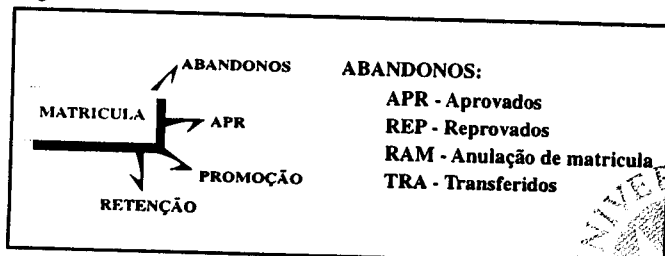 ABANDONOS
MATRICULA
APR
PROMOÇÃO
RETENÇÃO
ABANDONOS:
APR - Aprovados
REP - Reprovados
RAM - Anulação de matricula
TRA - Transferidos